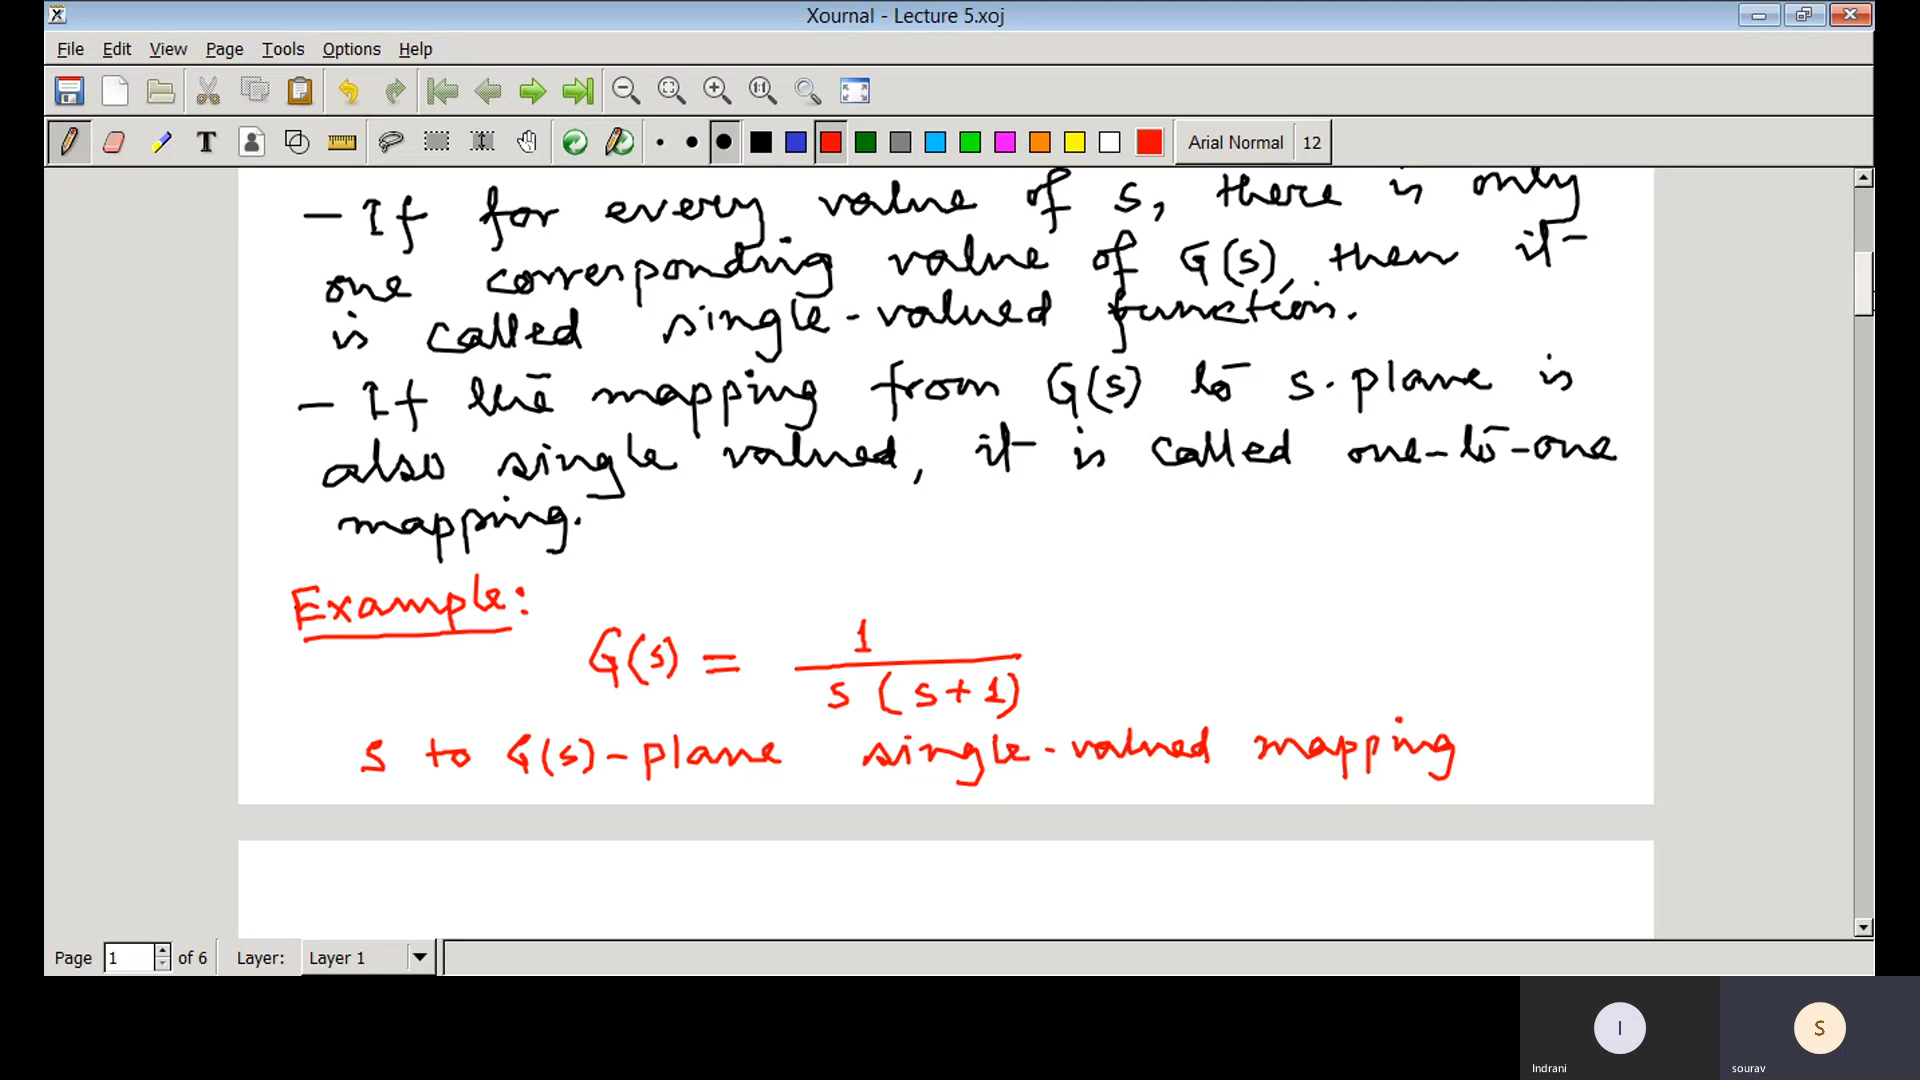 Xournal - Lecture 5.xoj
File Edit View Page Tools Options Help
Arial Normal 12
- If for every value of s, there is only
one corresponding value of G(s), then it
is called single-valued function.
- If the mapping from G(s) to s-plane is
also single valued, it is called one-to-one
mapping.
Example:
G(s) = 1 / s(s+1)
s to G(s)-plane single-valued mapping
Page 1 of 6 Layer: Layer 1
I S
Indrani sourav